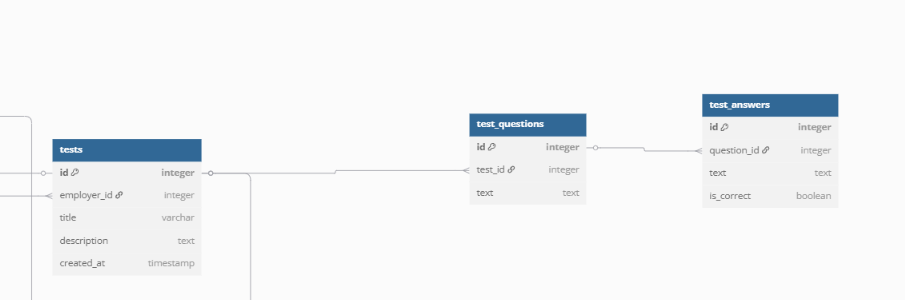 tests
id integer
employer_id integer
title varchar
description text
created_at timestamp
test_questions
id integer
test_id integer
text text
test_answers
id integer
question_id integer
text text
is_correct boolean